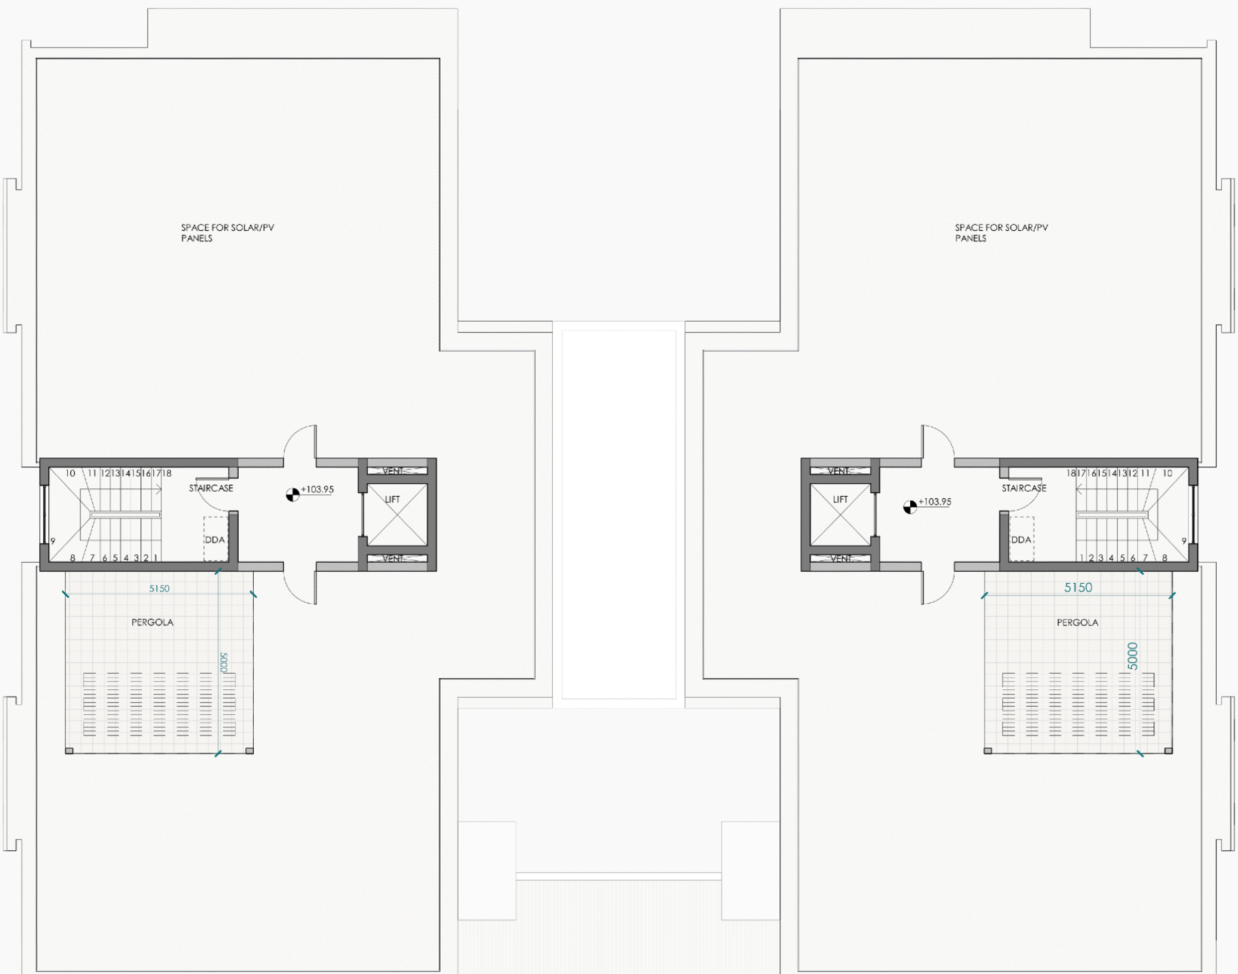 SPACE FOR SOLAR/PV
PANELS
SPACE FOR SOLAR/PV
PANELS
10 11 12 13 14 15 16 17 18
STAIRCASE
+103.95
VENT
LIFT
DDA
9
8 7 6 5 4 3 2 1
VENT
VENT
LIFT
+103.95
18 17 16 15 14 13 12 11 10
STAIRCASE
DDA
9
1 2 3 4 5 6 7 8
VENT
5150
PERGOLA
5000
5150
PERGOLA
5000